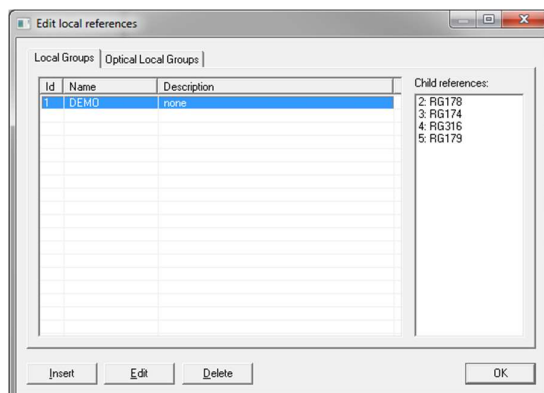 Edit local references
Local Groups Optical Local Groups
Id Name Description
1 DEMO none
Child references:
2: RG178
3: RG174
4: RG316
5: RG179
Insert Edit Delete OK